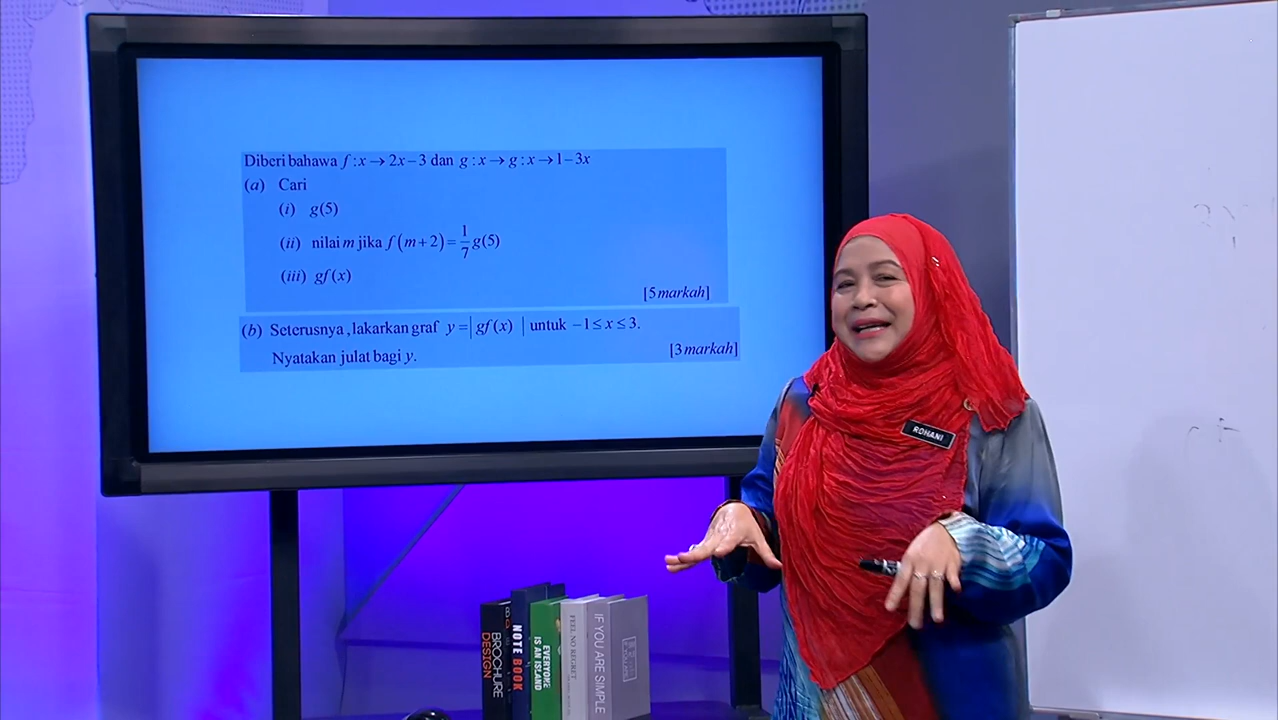 Diberi bahawa f : x → 2x − 3 dan g : x → g : x → 1 − 3x
(a) Cari
(i) g(5)
(ii) nilai m jika f(m + 2) = 1/7 g(5)
(iii) gf(x)
[5 markah]
(b) Seterusnya , lakarkan graf y = | gf(x) | untuk −1 ≤ x ≤ 3.
Nyatakan julat bagi y.
[3 markah]
ROHANI
BROCHURE DESIGN
NOTE BOOK
EVERYONE IS AN ISLAND
FEEL NO REGRET
IF YOU ARE SIMPLE